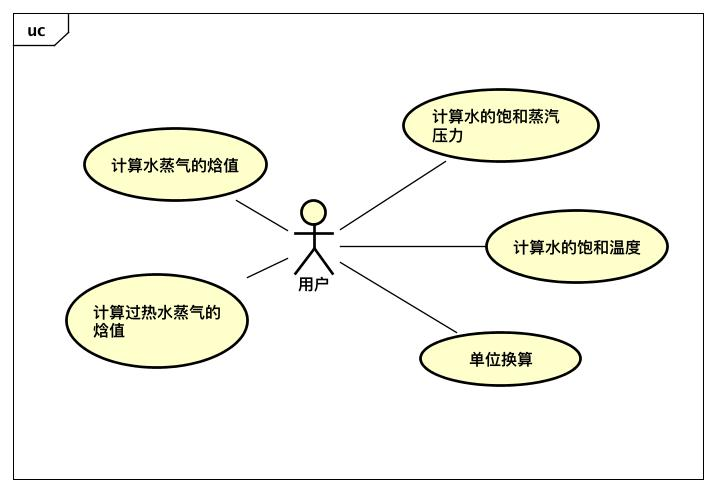 uc
计算水的饱和蒸汽
压力
计算水蒸气的焓值
计算水的饱和温度
用户
计算过热水蒸气的
焓值
单位换算